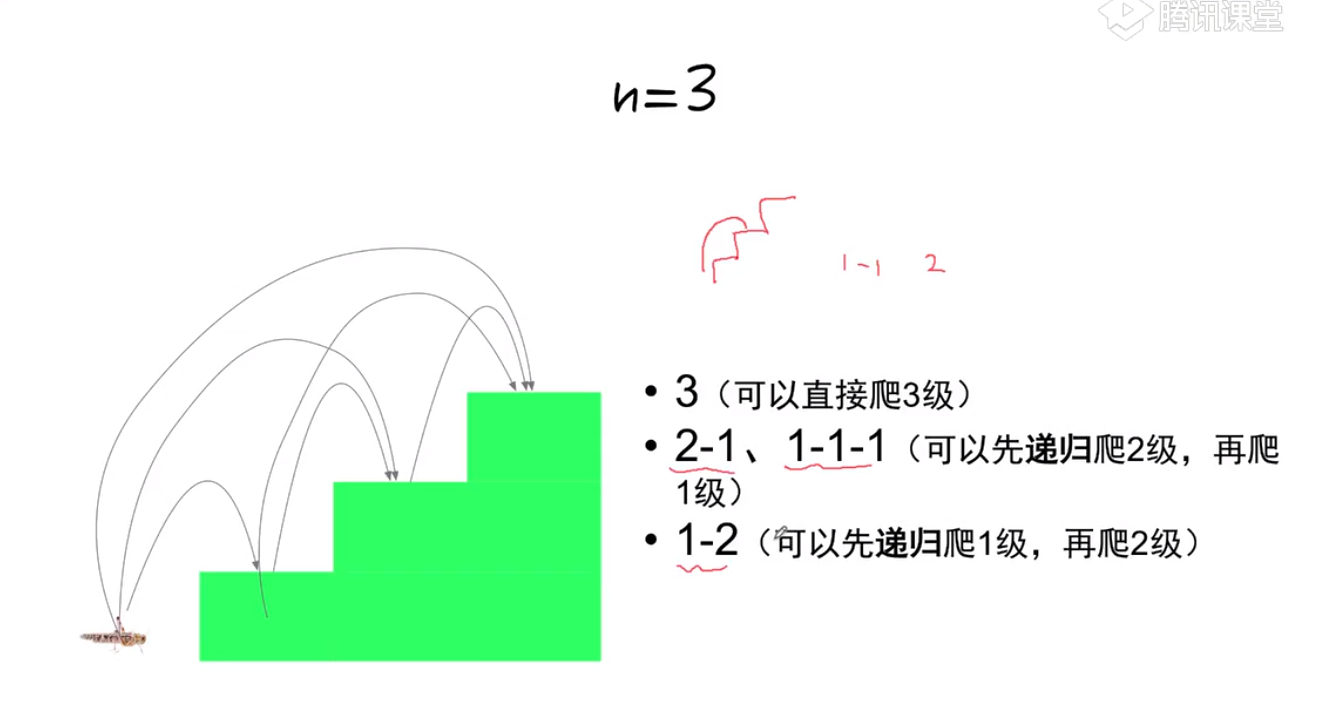 腾讯课堂
n=3
1-1 2
• 3（可以直接爬3级）
• 2-1、1-1-1（可以先递归爬2级，再爬
1级）
• 1-2（可以先递归爬1级，再爬2级）